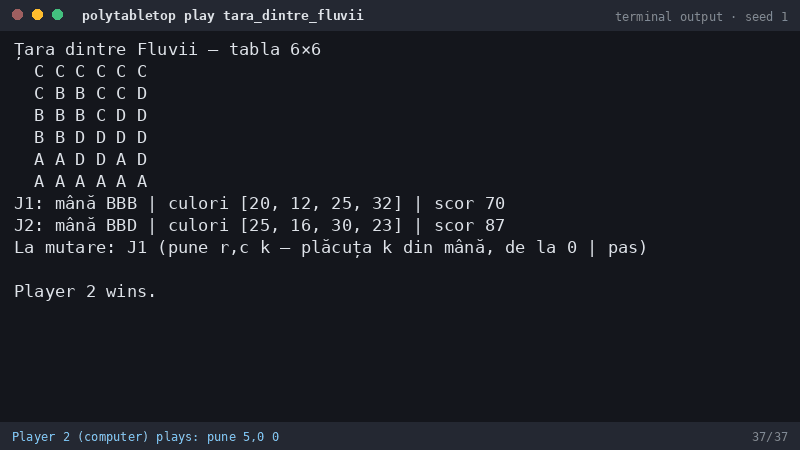 polytabletop play tara_dintre_fluvii
terminal output · seed 1
Țara dintre Fluvii — tabla 6×6
C C C C C C
C B B C C D
B B B C D D
B B D D D D
A A D D A D
A A A A A A
J1: mână BBB | culori [20, 12, 25, 32] | scor 70
J2: mână BBD | culori [25, 16, 30, 23] | scor 87
La mutare: J1 (pune r,c k — plăcuța k din mână, de la 0 | pas)
Player 2 wins.
Player 2 (computer) plays: pune 5,0 0
37/37